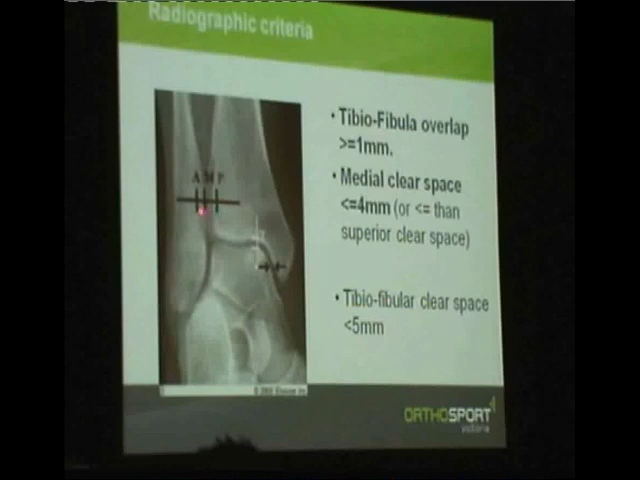 Radiographic criteria
• Tibio-Fibula overlap
>=1mm.
• Medial clear space
<=4mm (or <= than
superior clear space)
• Tibio-fibular clear space
<5mm
A M P
ORTHOSPORT
victoria